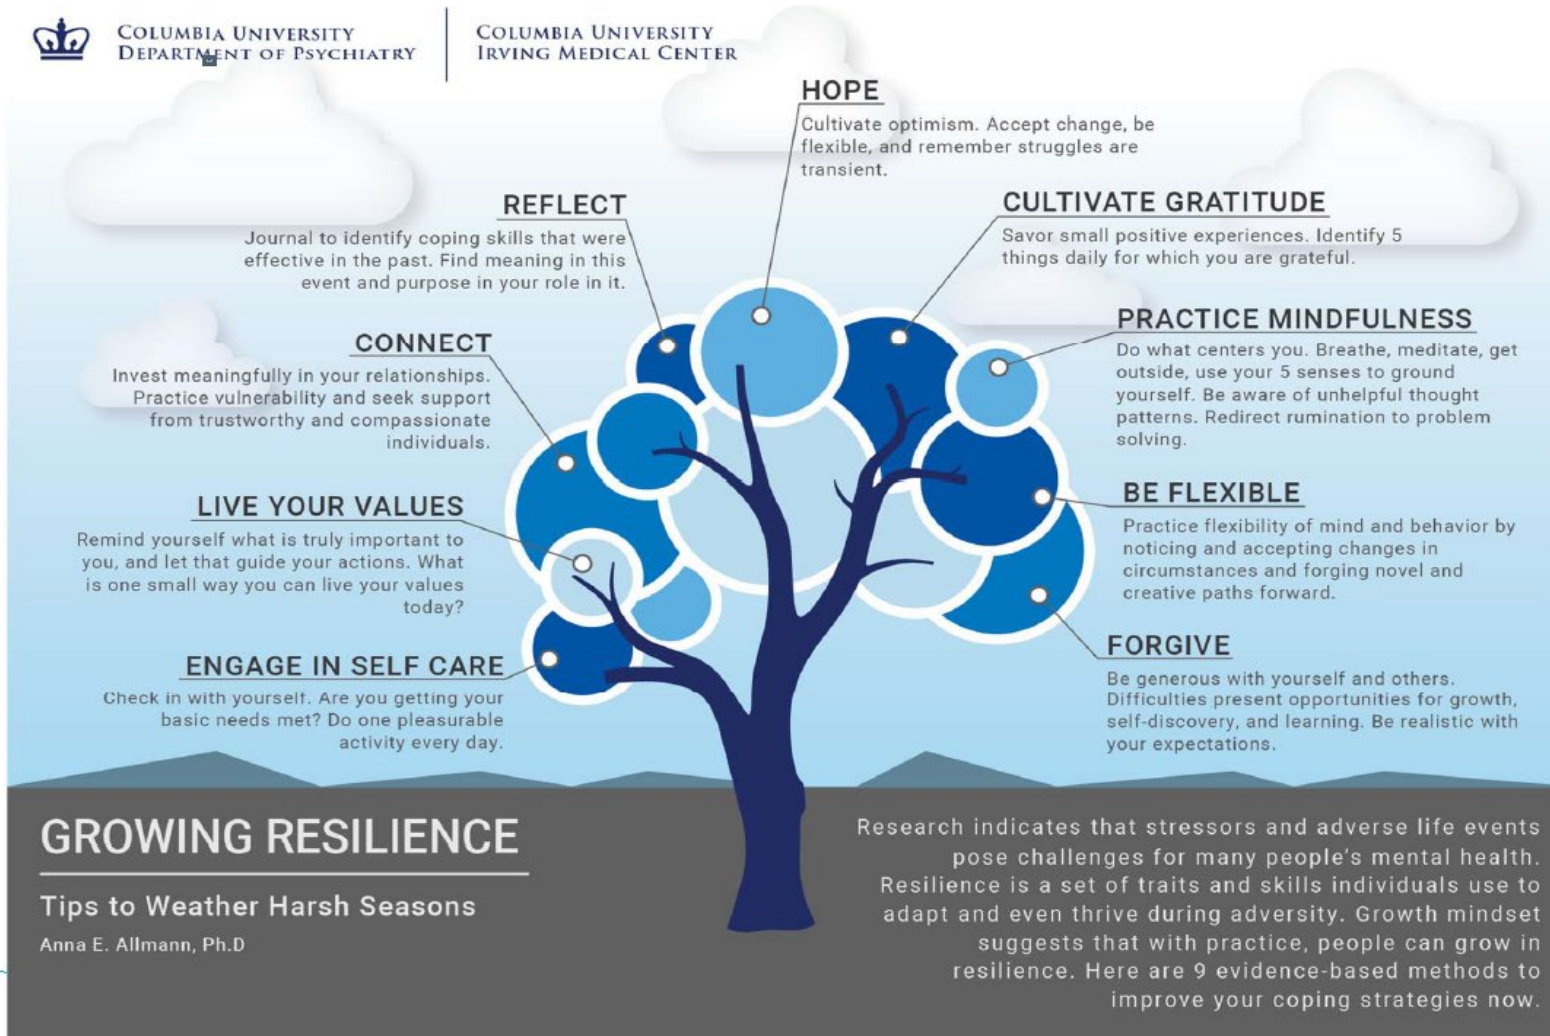 COLUMBIA UNIVERSITY
DEPARTMENT OF PSYCHIATRY
COLUMBIA UNIVERSITY
IRVING MEDICAL CENTER
HOPE
Cultivate optimism. Accept change, be
flexible, and remember struggles are
transient.
REFLECT
Journal to identify coping skills that were
effective in the past. Find meaning in this
event and purpose in your role in it.
CULTIVATE GRATITUDE
Savor small positive experiences. Identify 5
things daily for which you are grateful.
CONNECT
Invest meaningfully in your relationships.
Practice vulnerability and seek support
from trustworthy and compassionate
individuals.
PRACTICE MINDFULNESS
Do what centers you. Breathe, meditate, get
outside, use your 5 senses to ground
yourself. Be aware of unhelpful thought
patterns. Redirect rumination to problem
solving.
LIVE YOUR VALUES
Remind yourself what is truly important to
you, and let that guide your actions. What
is one small way you can live your values
today?
BE FLEXIBLE
Practice flexibility of mind and behavior by
noticing and accepting changes in
circumstances and forging novel and
creative paths forward.
ENGAGE IN SELF CARE
Check in with yourself. Are you getting your
basic needs met? Do one pleasurable
activity every day.
FORGIVE
Be generous with yourself and others.
Difficulties present opportunities for growth,
self-discovery, and learning. Be realistic with
your expectations.
GROWING RESILIENCE
Tips to Weather Harsh Seasons
Anna E. Allmann, Ph.D
Research indicates that stressors and adverse life events
pose challenges for many people's mental health.
Resilience is a set of traits and skills individuals use to
adapt and even thrive during adversity. Growth mindset
suggests that with practice, people can grow in
resilience. Here are 9 evidence-based methods to
improve your coping strategies now.